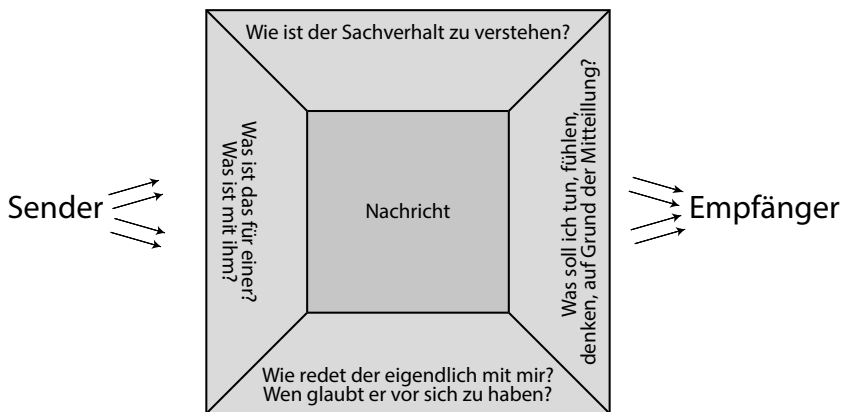 Wie ist der Sachverhalt zu verstehen?
Sender
Was ist das für einer?
Was ist mit ihm?
Nachricht
Was soll ich tun, fühlen,
denken, auf Grund der Mitteillung?
Empfänger
Wie redet der eigendlich mit mir?
Wen glaubt er vor sich zu haben?